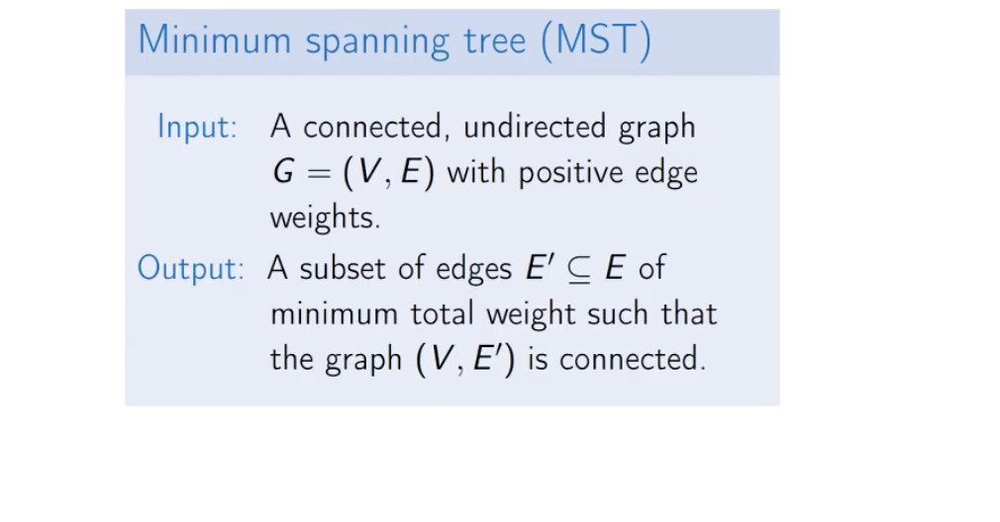 Minimum spanning tree (MST)
Input: A connected, undirected graph
G = (V, E) with positive edge
weights.
Output: A subset of edges E′ ⊆ E of
minimum total weight such that
the graph (V, E′) is connected.